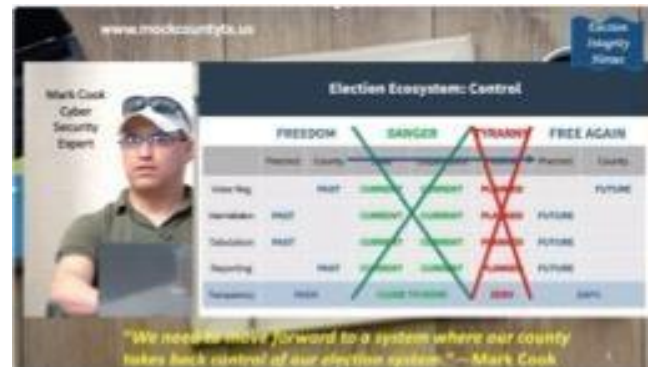 www.mockcountytx.us
Election
Integrity
Mark Cook
Cyber
Security
Expert
Election Ecosystem: Control
FREEDOM DANGER TYRANNY FREE AGAIN
Precinct County Precinct County
Voter Reg. PAST CURRENT CURRENT PLANNED FUTURE
PAST CURRENT CURRENT PLANNED FUTURE
Tabulation PAST CURRENT CURRENT PLANNED FUTURE
Reporting PAST CURRENT CURRENT PLANNED FUTURE
Transparency HIGH CLOSE TO ZERO ZERO
"We need to move forward to a system where our county
takes back control of our election system."—Mark Cook